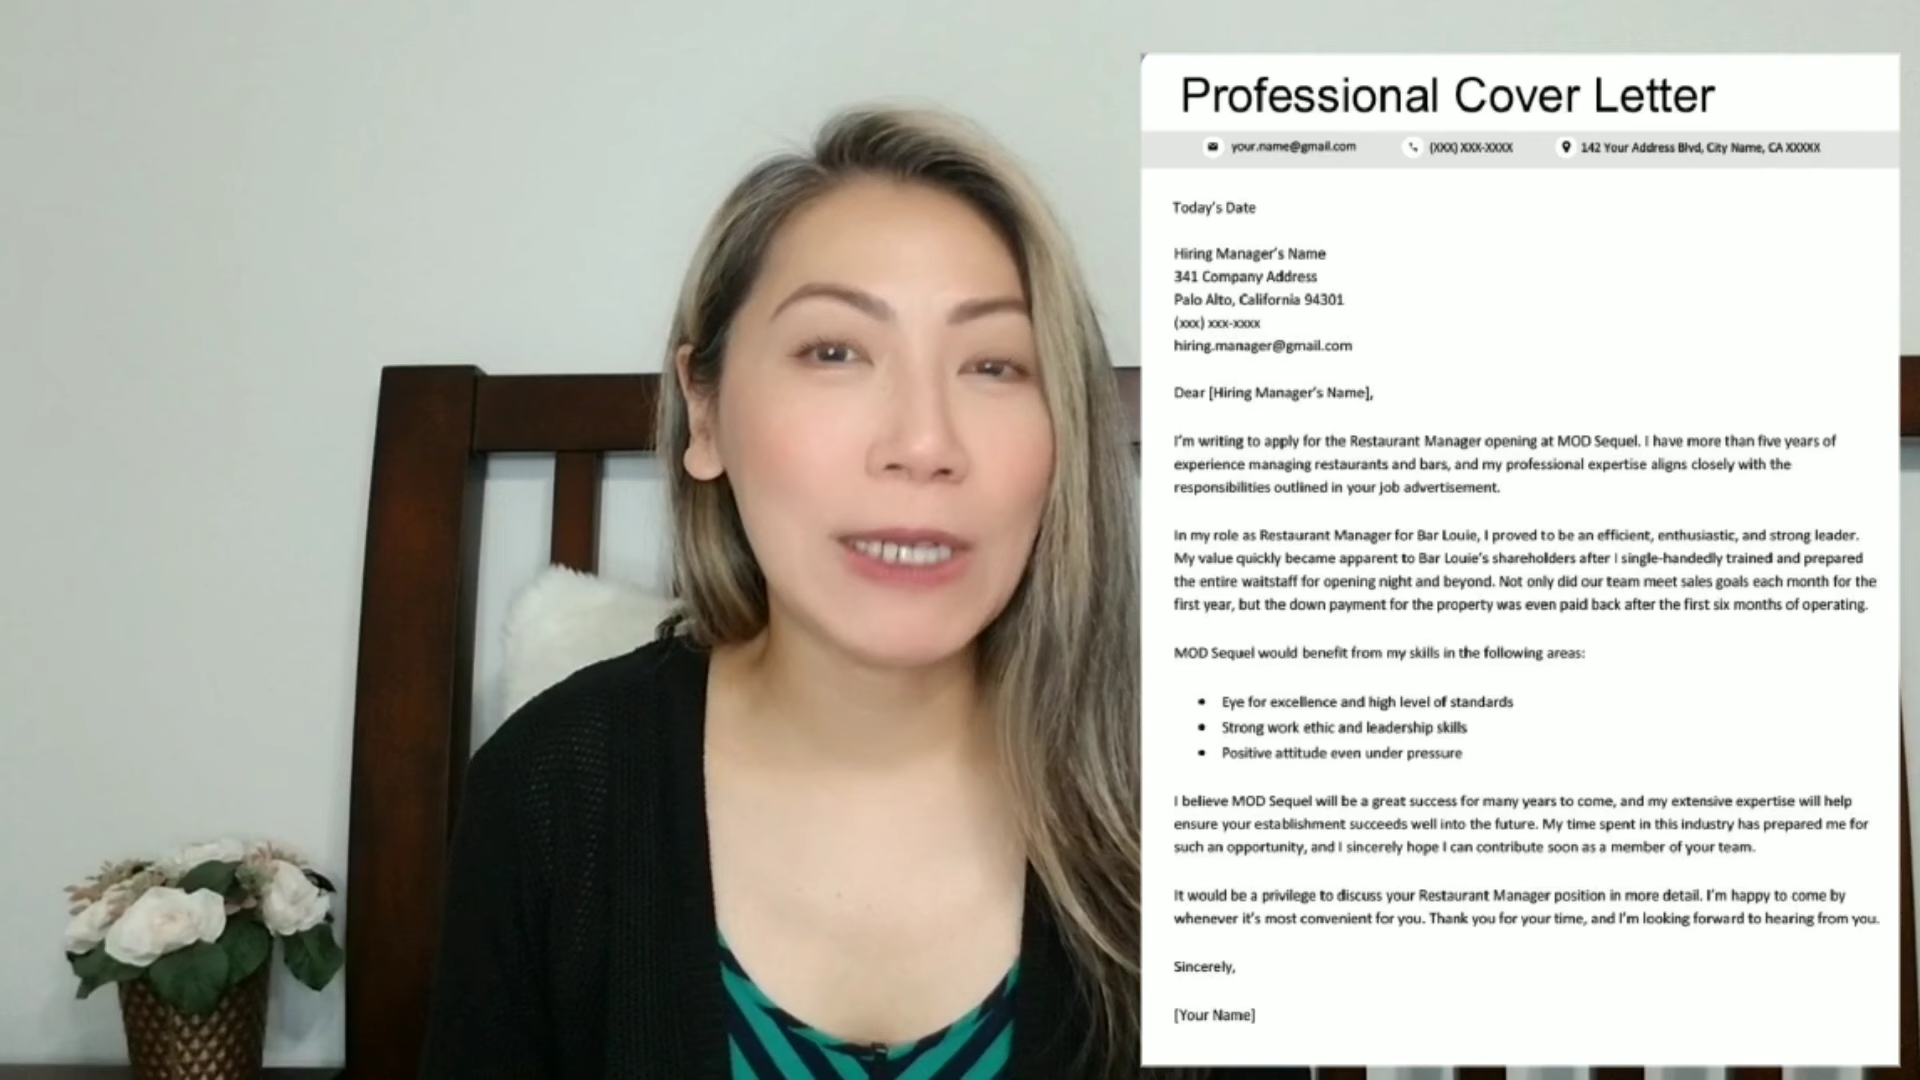 Professional Cover Letter
your.name@gmail.com (XXX) XXX-XXXX 142 Your Address Blvd, City Name, CA XXXXX
Today's Date
Hiring Manager's Name
341 Company Address
Palo Alto, California 94301
(xxx) xxx-xxxx
hiring.manager@gmail.com
Dear [Hiring Manager's Name],
I'm writing to apply for the Restaurant Manager opening at MOD Sequel. I have more than five years of
experience managing restaurants and bars, and my professional expertise aligns closely with the
responsibilities outlined in your job advertisement.
In my role as Restaurant Manager for Bar Louie, I proved to be an efficient, enthusiastic, and strong leader.
My value quickly became apparent to Bar Louie's shareholders after I single-handedly trained and prepared
the entire waitstaff for opening night and beyond. Not only did our team meet sales goals each month for the
first year, but the down payment for the property was even paid back after the first six months of operating.
MOD Sequel would benefit from my skills in the following areas:
• Eye for excellence and high level of standards
• Strong work ethic and leadership skills
• Positive attitude even under pressure
I believe MOD Sequel will be a great success for many years to come, and my extensive expertise will help
ensure your establishment succeeds well into the future. My time spent in this industry has prepared me for
such an opportunity, and I sincerely hope I can contribute soon as a member of your team.
It would be a privilege to discuss your Restaurant Manager position in more detail. I'm happy to come by
whenever it's most convenient for you. Thank you for your time, and I'm looking forward to hearing from you.
Sincerely,
[Your Name]